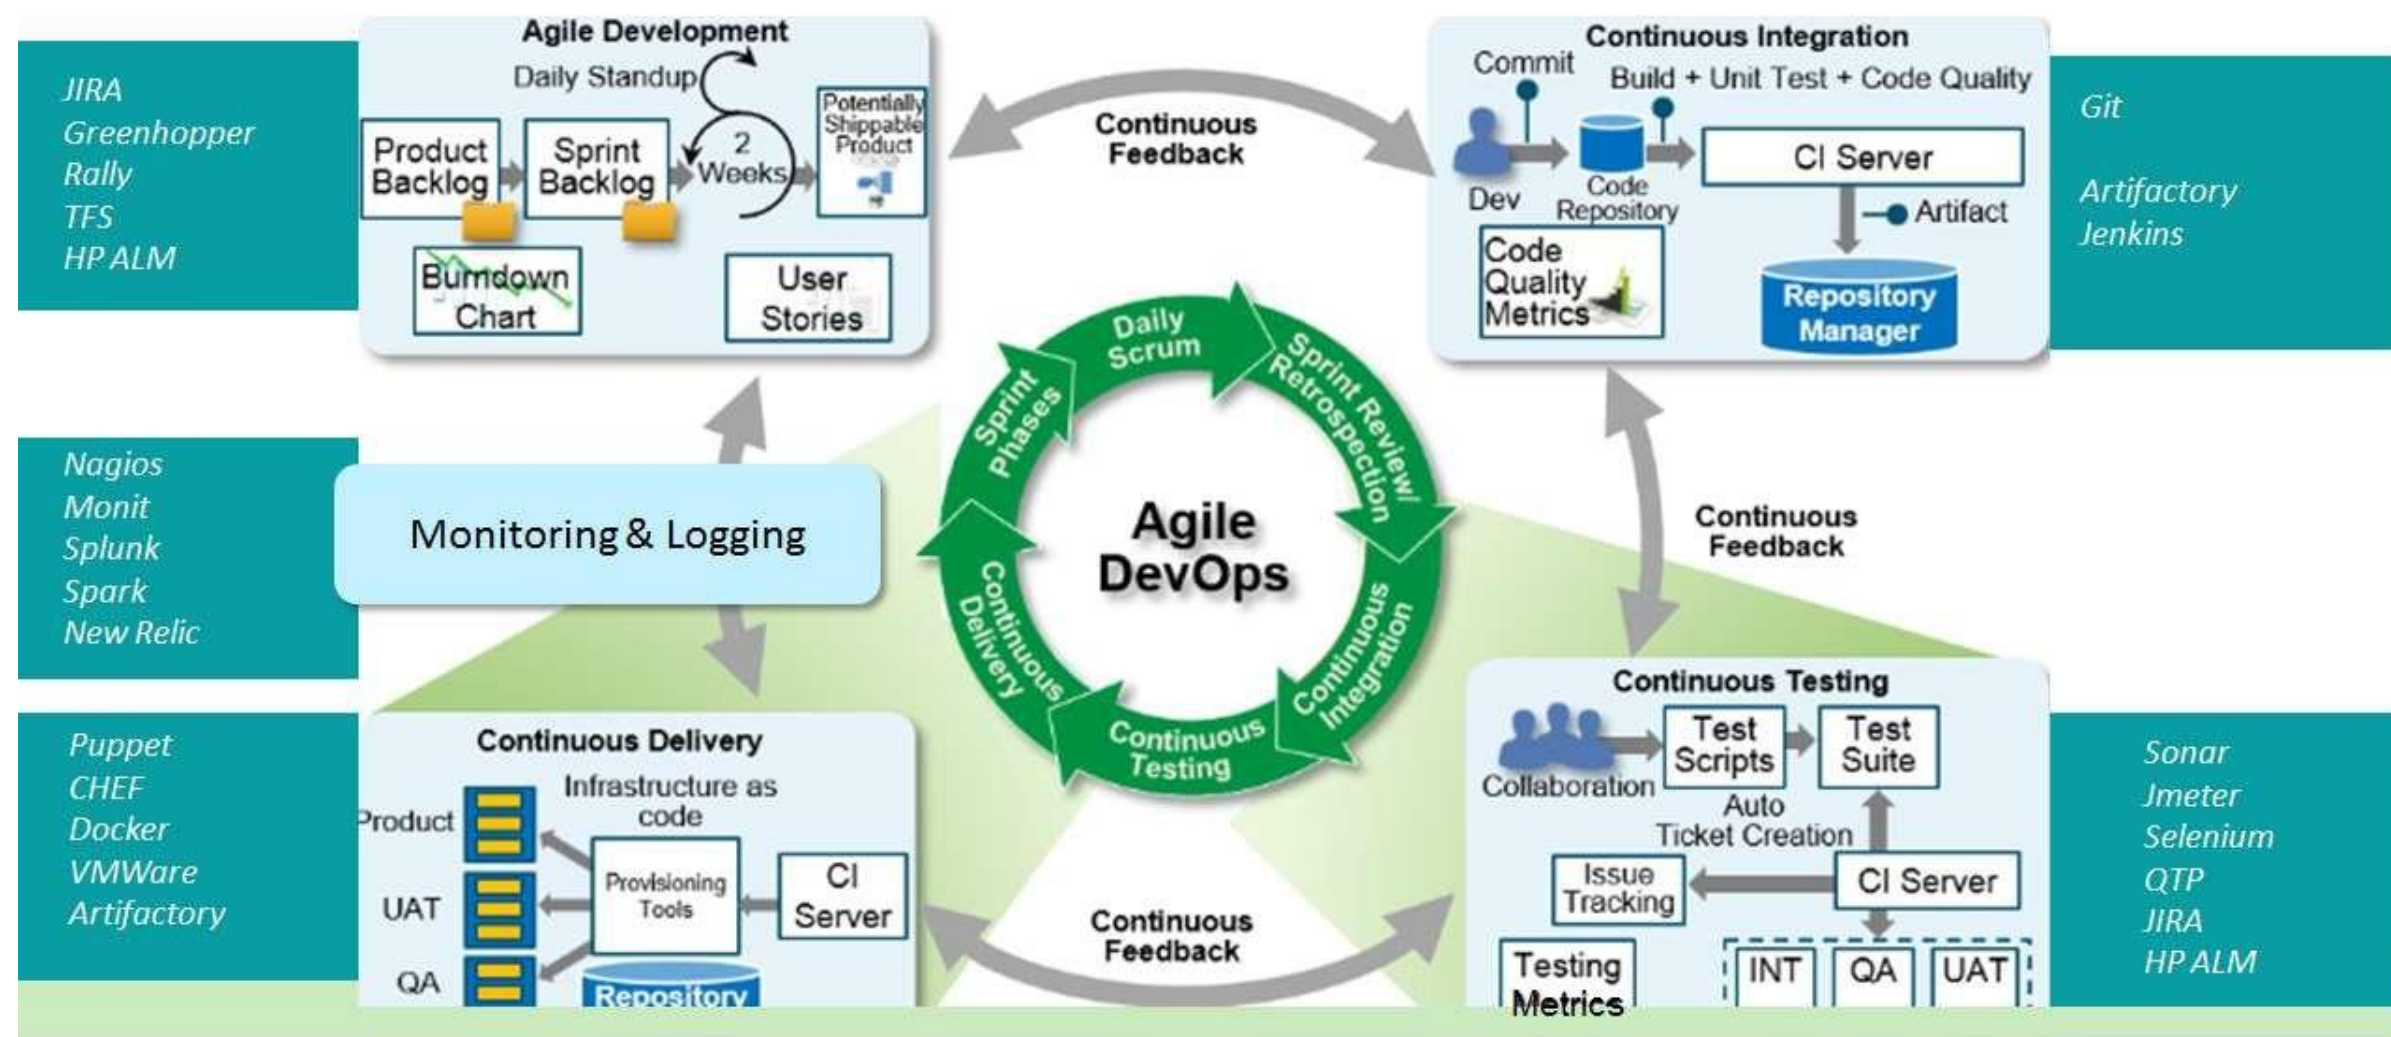 JIRA
Greenhopper
Rally
TFS
HP ALM
Agile Development
Daily Standup
Product
Backlog
Sprint
Backlog
2
Weeks
Potentially
Shippable
Product
Burndown
Chart
User
Stories
Continuous
Feedback
Continuous Integration
Commit
Build + Unit Test + Code Quality
Dev
Code
Repository
CI Server
Artifact
Code
Quality
Metrics
Repository
Manager
Git
Artifactory
Jenkins
Nagios
Monit
Splunk
Spark
New Relic
Monitoring & Logging
Daily
Scrum
Sprint Review/
Retrospection
Continuous
Integration
Continuous
Testing
Continuous
Delivery
Sprint
Phases
Agile
DevOps
Continuous
Feedback
Puppet
CHEF
Docker
VMWare
Artifactory
Continuous Delivery
Infrastructure as
code
Product
UAT
QA
Provisioning
Tools
CI
Server
Repository
Continuous
Feedback
Continuous Testing
Collaboration
Test
Scripts
Test
Suite
Auto
Ticket Creation
Issue
Tracking
CI Server
Testing
Metrics
INT
QA
UAT
Sonar
Jmeter
Selenium
QTP
JIRA
HP ALM